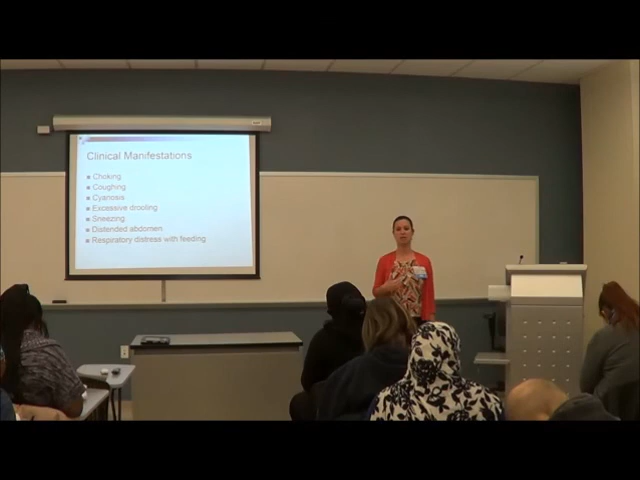 Clinical Manifestations
Choking
Coughing
Cyanosis
Excessive drooling
Sneezing
Distended abdomen
Respiratory distress with feeding